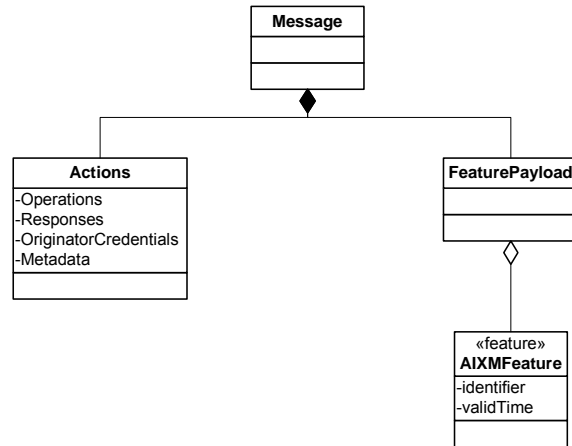 Message
Actions
-Operations
-Responses
-OriginatorCredentials
-Metadata
FeaturePayload
«feature»
AIXMFeature
-identifier
-validTime